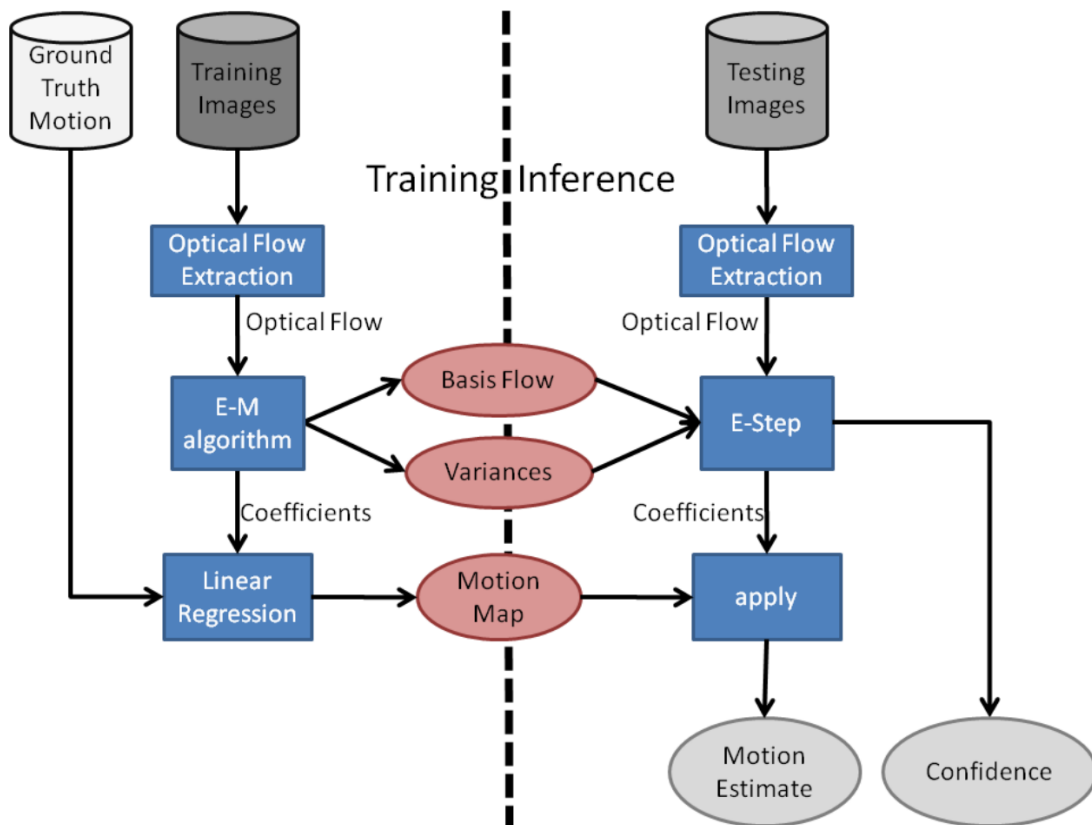 Ground
Truth
Motion
Training
Images
Testing
Images
Training Inference
Optical Flow
Extraction
Optical Flow
Extraction
Optical Flow
Optical Flow
Basis Flow
E-M
algorithm
E-Step
Variances
Coefficients
Coefficients
Linear
Regression
Motion
Map
apply
Motion
Estimate
Confidence